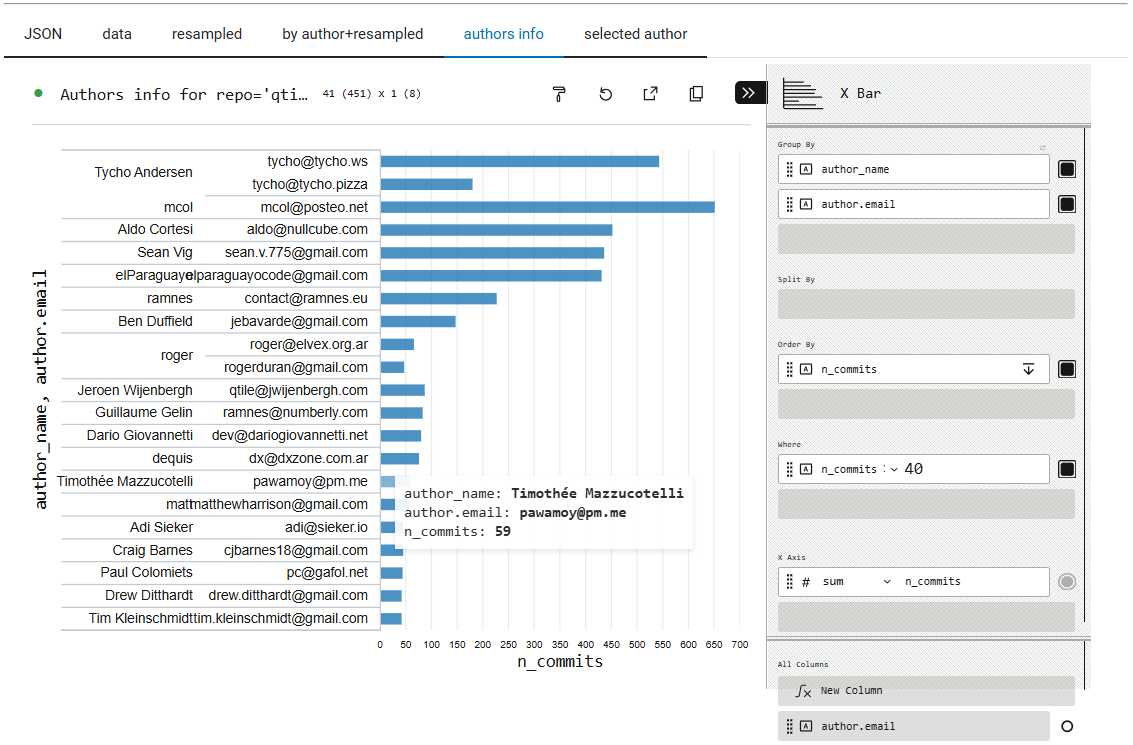 JSON data resampled by author+resampled authors info selected author
Authors info for repo='qti… 41 (451) x 1 (8)
X Bar
Group By
author_name
author.email
Split By
Order By
n_commits
Where
n_commits : 40
X Axis
# sum n_commits
All Columns
New Column
author.email
author_name, author.email
Tycho Andersen tycho@tycho.ws
tycho@tycho.pizza
mcol mcol@posteo.net
Aldo Cortesi aldo@nullcube.com
Sean Vig sean.v.775@gmail.com
elParaguayo elparaguayocode@gmail.com
ramnes contact@ramnes.eu
Ben Duffield jebavarde@gmail.com
roger roger@elvex.org.ar
rogerduran@gmail.com
Jeroen Wijenbergh qtile@jwijenbergh.com
Guillaume Gelin ramnes@numberly.com
Dario Giovannetti dev@dariogiovannetti.net
dequis dx@dxzone.com.ar
Timothée Mazzucotelli pawamoy@pm.me
matt matthewharrison@gmail.com
Adi Sieker adi@sieker.io
Craig Barnes cjbarnes18@gmail.com
Paul Colomiets pc@gafol.net
Drew Ditthardt drew.ditthardt@gmail.com
Tim Kleinschmidt tim.kleinschmidt@gmail.com
author_name: Timothée Mazzucotelli
author.email: pawamoy@pm.me
n_commits: 59
0 50 100 150 200 250 300 350 400 450 500 550 600 650 700
n_commits